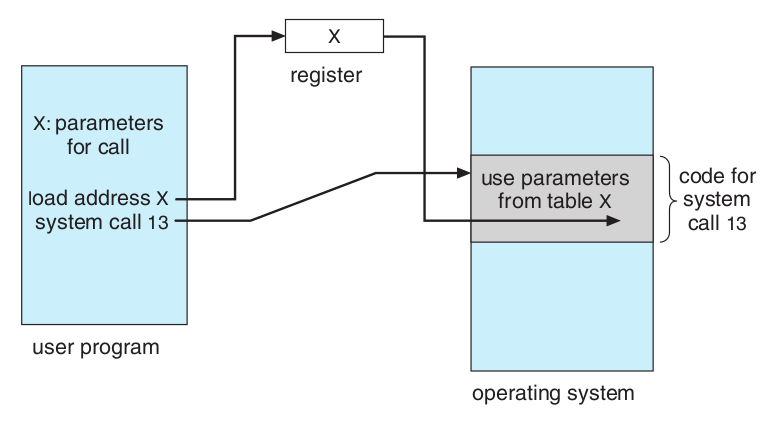 X
register
X: parameters
for call
load address X
system call 13
user program
use parameters
from table X
code for
system
call 13
operating system